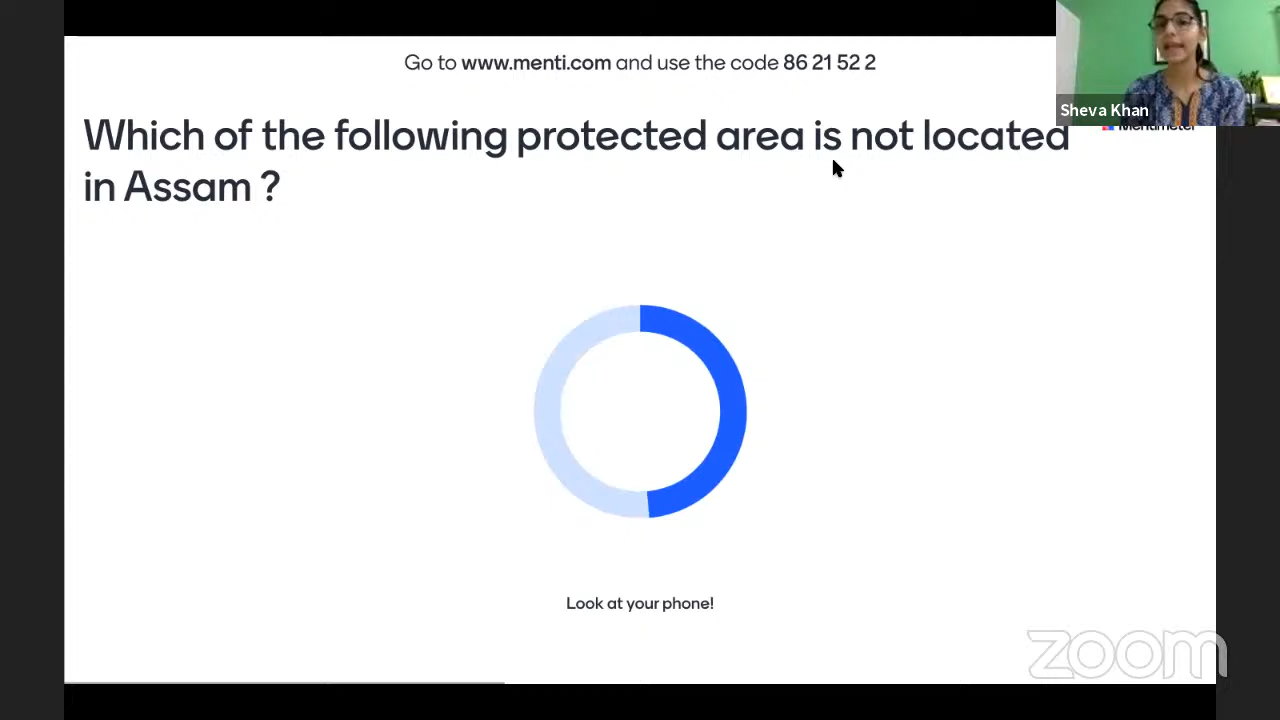 Go to www.menti.com and use the code 86 21 52 2
Sheva Khan
Mentimeter
Which of the following protected area is not located
in Assam ?
Look at your phone!
zoom